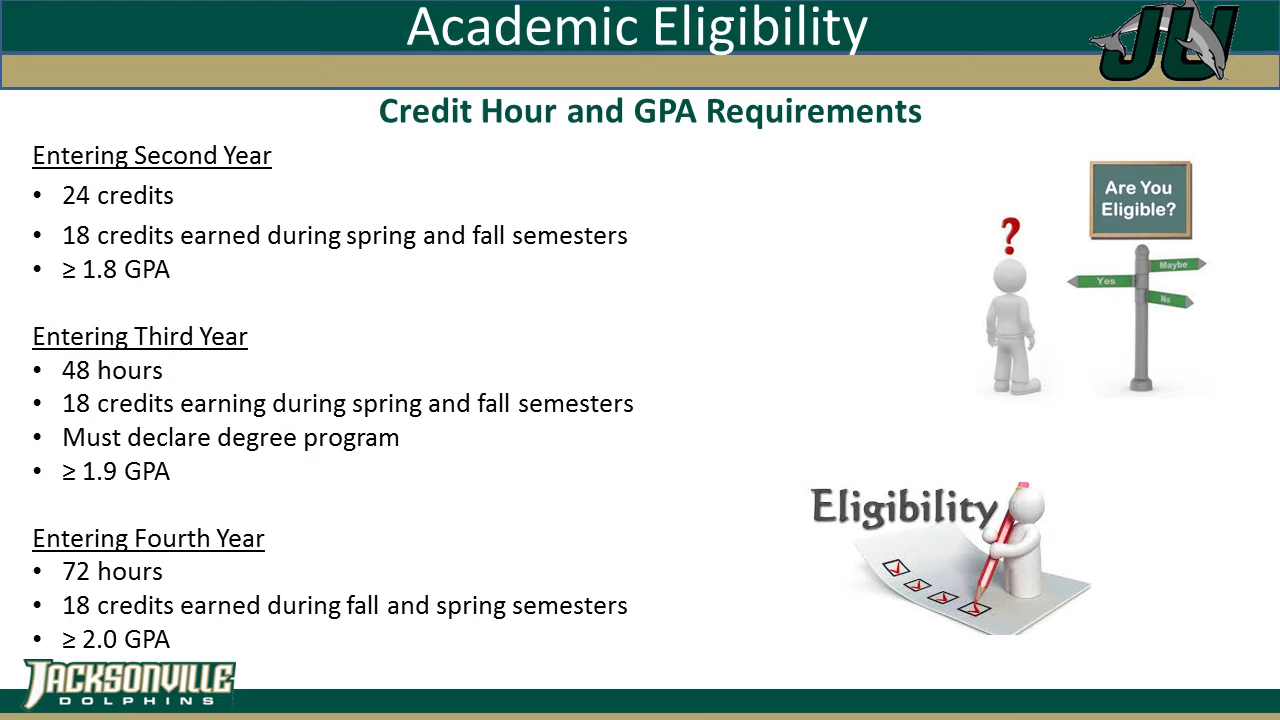 Academic Eligibility
JU
Credit Hour and GPA Requirements
Entering Second Year
• 24 credits
• 18 credits earned during spring and fall semesters
• ≥ 1.8 GPA
Entering Third Year
• 48 hours
• 18 credits earning during spring and fall semesters
• Must declare degree program
• ≥ 1.9 GPA
Entering Fourth Year
• 72 hours
• 18 credits earned during fall and spring semesters
• ≥ 2.0 GPA
Are You
Eligible?
?
Maybe
Yes
No
Eligibility
JACKSONVILLE
DOLPHINS